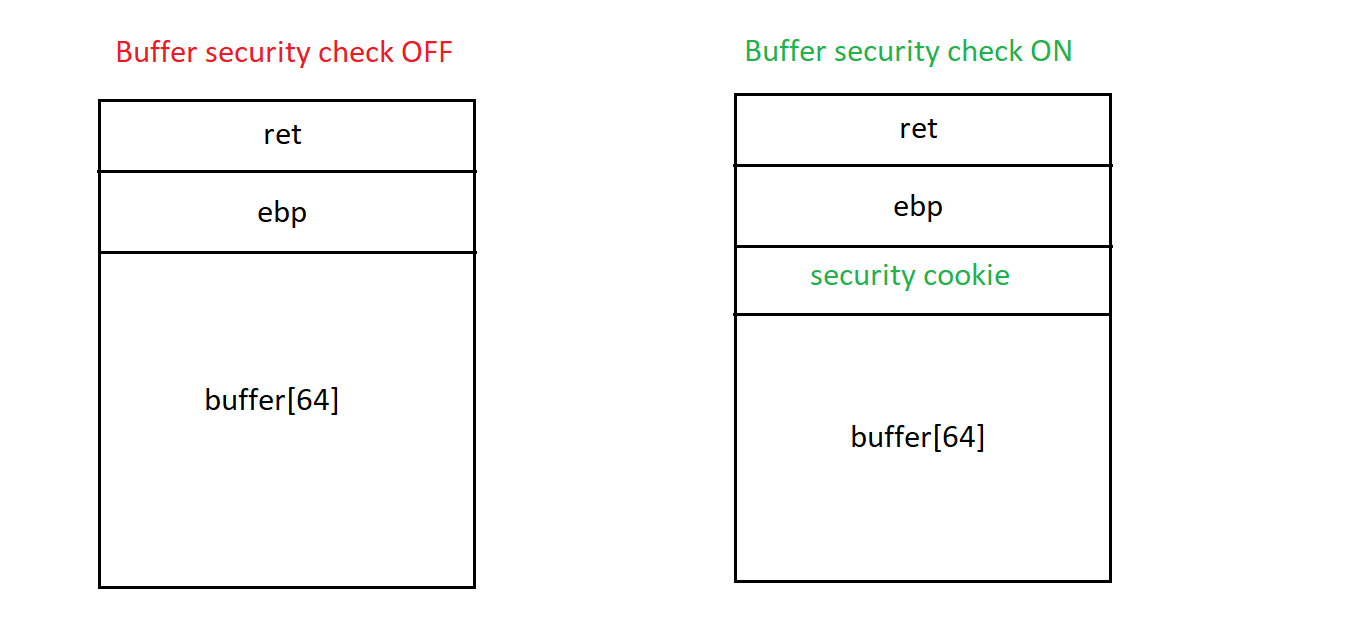 Buffer security check OFF
ret
ebp
buffer[64]
Buffer security check ON
ret
ebp
security cookie
buffer[64]